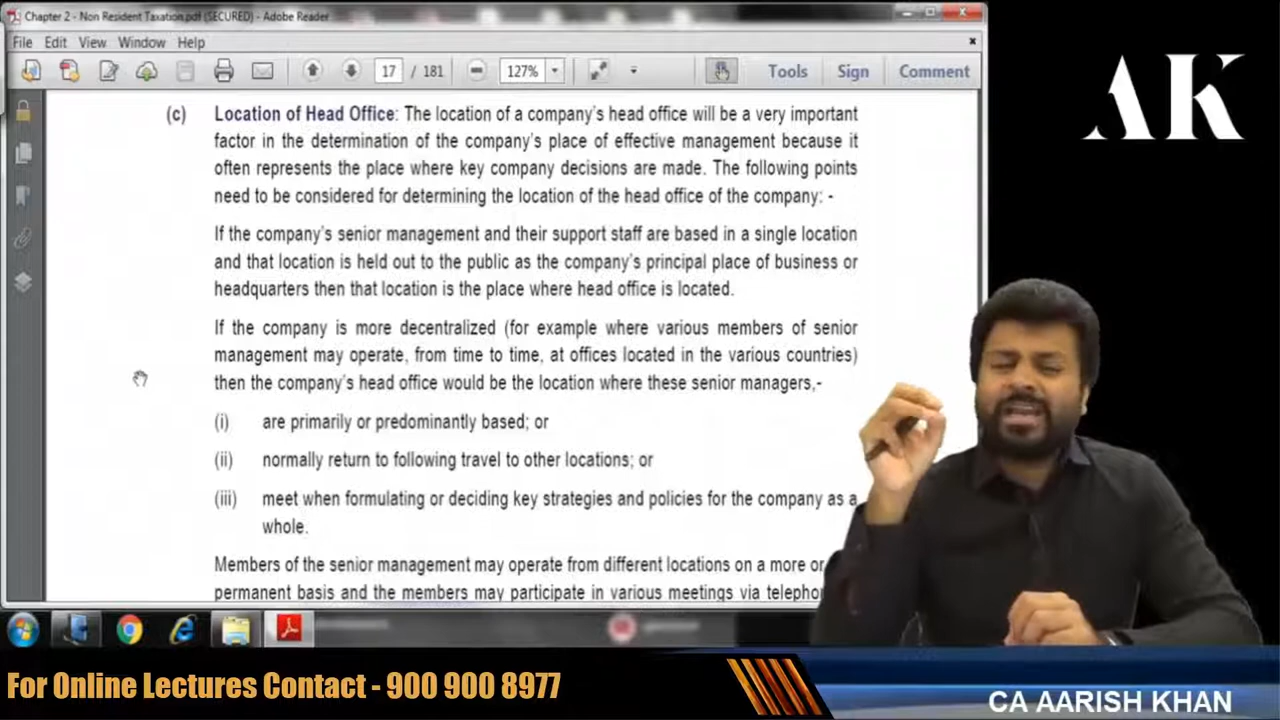 Chapter 2 - Non Resident Taxation.pdf (SECURED) - Adobe Reader
File Edit View Window Help
17 / 181 127% Tools Sign Comment
AK
(c) Location of Head Office: The location of a company's head office will be a very important
factor in the determination of the company's place of effective management because it
often represents the place where key company decisions are made. The following points
need to be considered for determining the location of the head office of the company: -
If the company's senior management and their support staff are based in a single location
and that location is held out to the public as the company's principal place of business or
headquarters then that location is the place where head office is located.
If the company is more decentralized (for example where various members of senior
management may operate, from time to time, at offices located in the various countries)
then the company's head office would be the location where these senior managers,-
(i) are primarily or predominantly based; or
(ii) normally return to following travel to other locations; or
(iii) meet when formulating or deciding key strategies and policies for the company as a
whole.
Members of the senior management may operate from different locations on a more or
permanent basis and the members may participate in various meetings via telepho
For Online Lectures Contact - 900 900 8977
CA AARISH KHAN